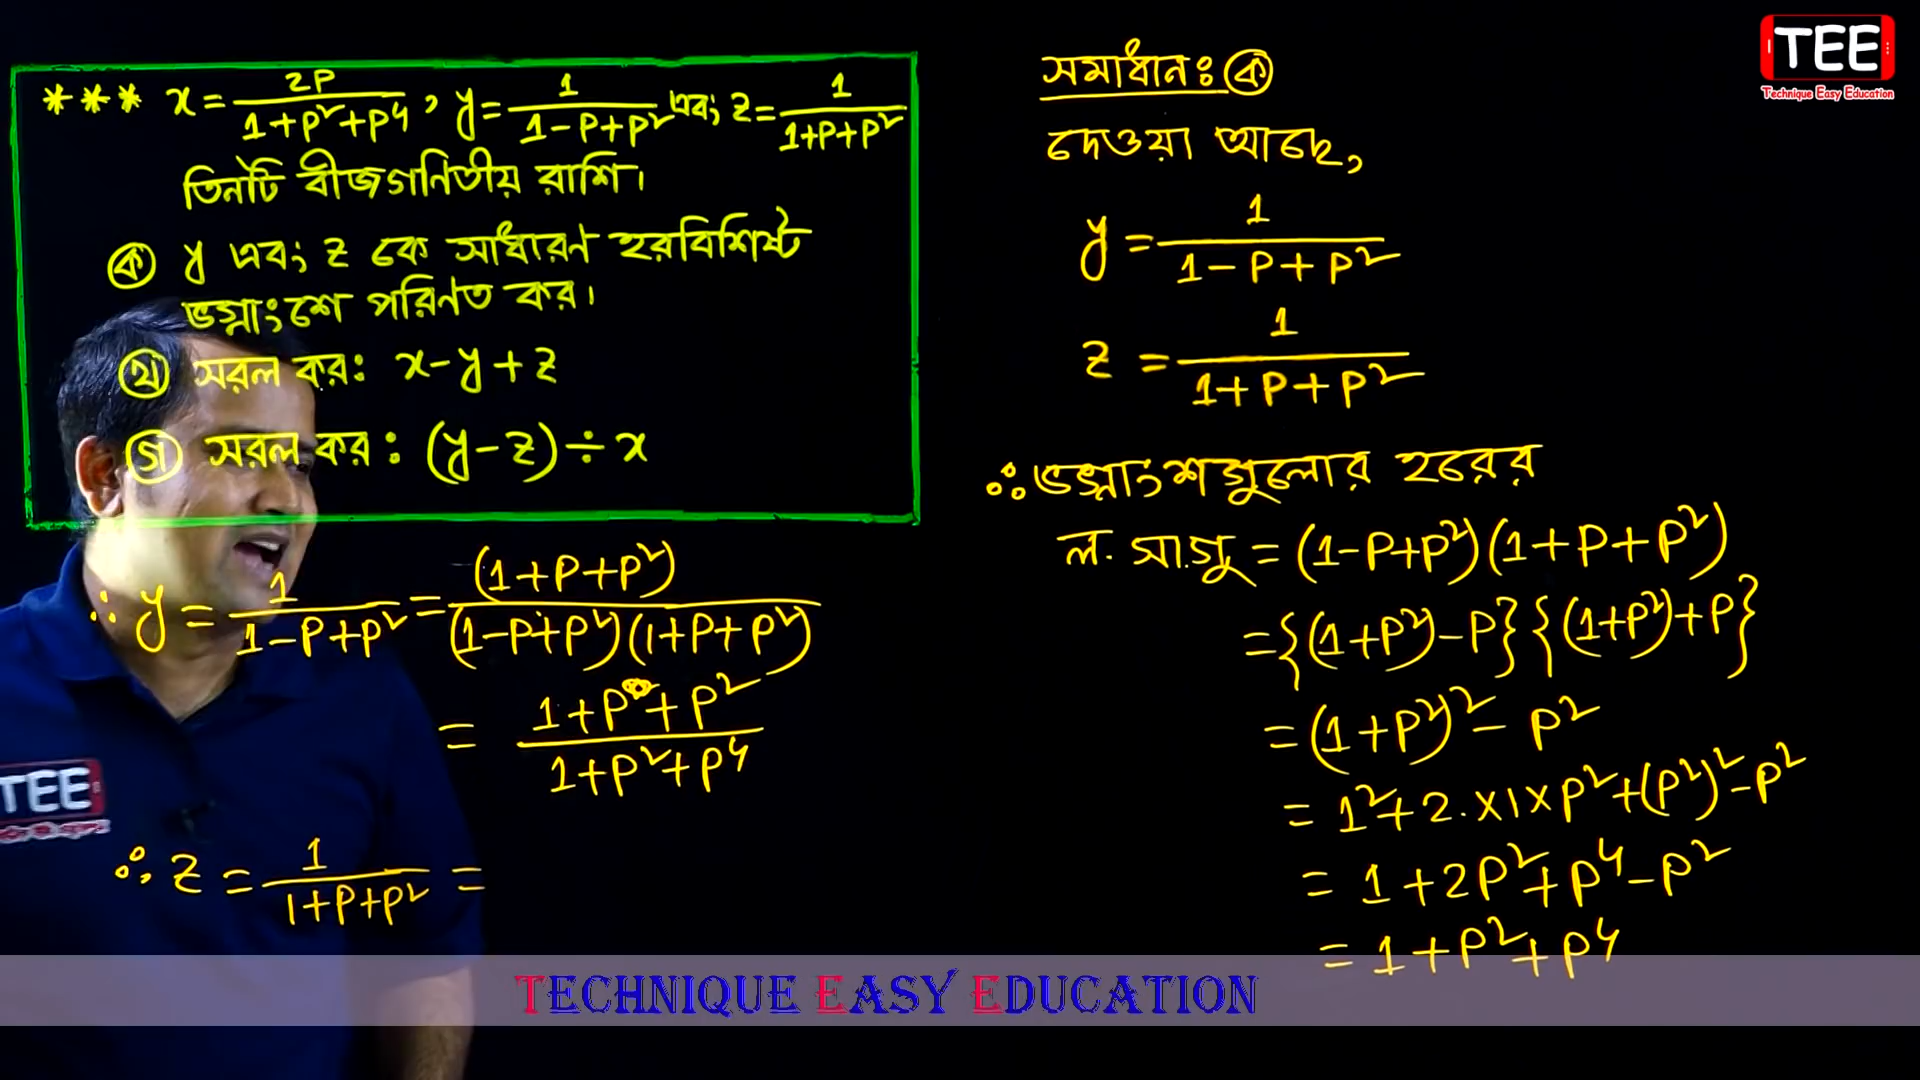 *** x = 2P/(1+P²+P⁴), y = 1/(1-P+P²) এবং z = 1/(1+P+P²)
তিনটি বীজগনিতীয় রাশি।
ক y এবং z কে সাধারণ হরবিশিষ্ট
ভগ্নাংশে পরিণত কর।
খ সরল কর: x-y+z
গ সরল কর: (y-z)÷x
∴ y = 1/(1-P+P²) = (1+P+P²)/((1-P+P²)(1+P+P²))
= (1+P+P²)/(1+P²+P⁴)
∴ z = 1/(1+P+P²) =
সমাধান: ক
দেওয়া আছে,
y = 1/(1-P+P²)
z = 1/(1+P+P²)
∴ ভগ্নাংশগুলোর হরের
ল. সা.গু = (1-P+P²)(1+P+P²)
= {(1+P²)-P}{(1+P²)+P}
= (1+P²)² - P²
= 1²+2.×1×P²+(P²)²-P²
= 1+2P²+P⁴-P²
= 1+P²+P⁴
TEE
Technique Easy Education
TEE
TECHNIQUE EASY EDUCATION